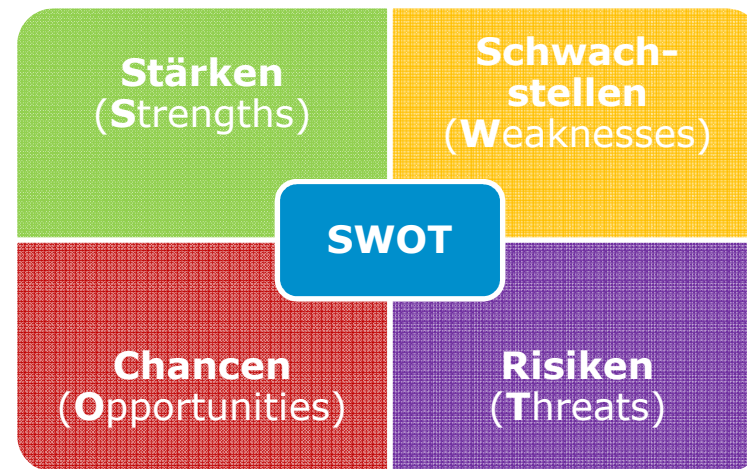 Stärken
(Strengths)
Schwach-
stellen
(Weaknesses)
SWOT
Chancen
(Opportunities)
Risiken
(Threats)